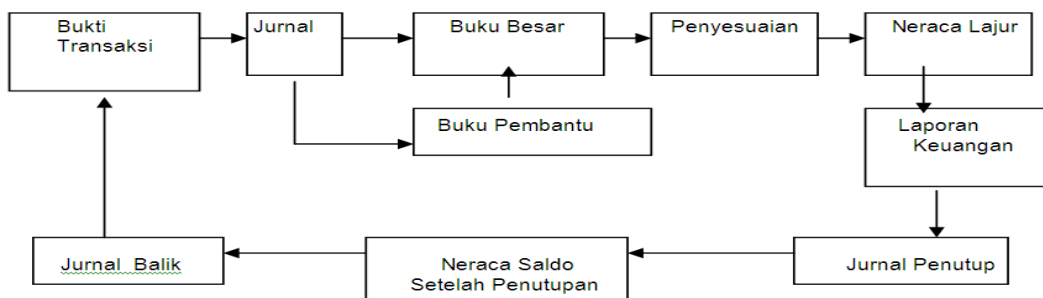 Bukti
Transaksi
Jurnal
Buku Besar
Penyesuaian
Neraca Lajur
Buku Pembantu
Laporan
Keuangan
Jurnal Balik
Neraca Saldo
Setelah Penutupan
Jurnal Penutup